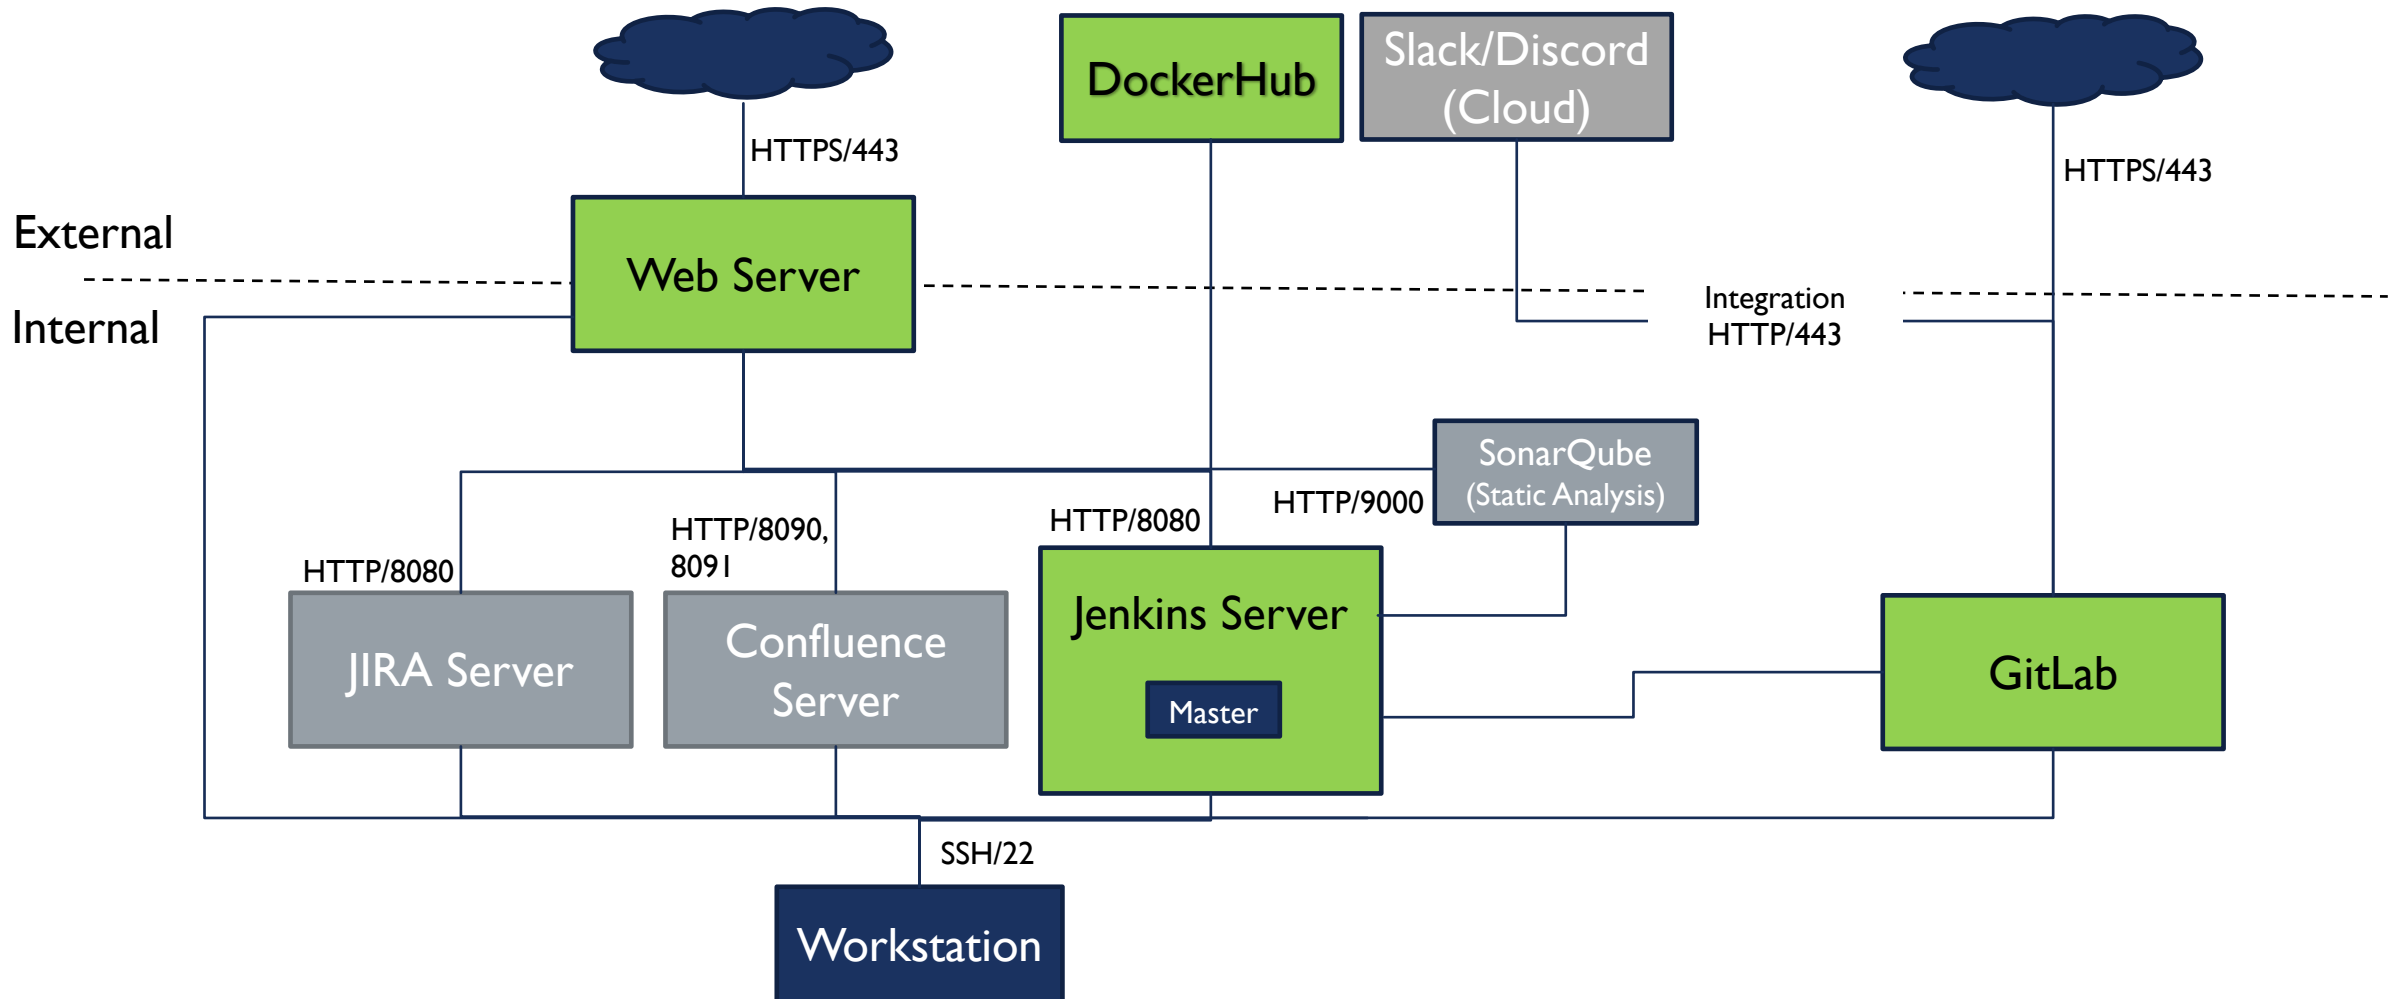 DockerHub
Slack/Discord
(Cloud)
HTTPS/443
HTTPS/443
External
Web Server
Integration
HTTP/443
Internal
SonarQube
(Static Analysis)
HTTP/9000
HTTP/8080
HTTP/8090,
8091
HTTP/8080
Jenkins Server
Master
JIRA Server
Confluence
Server
GitLab
SSH/22
Workstation